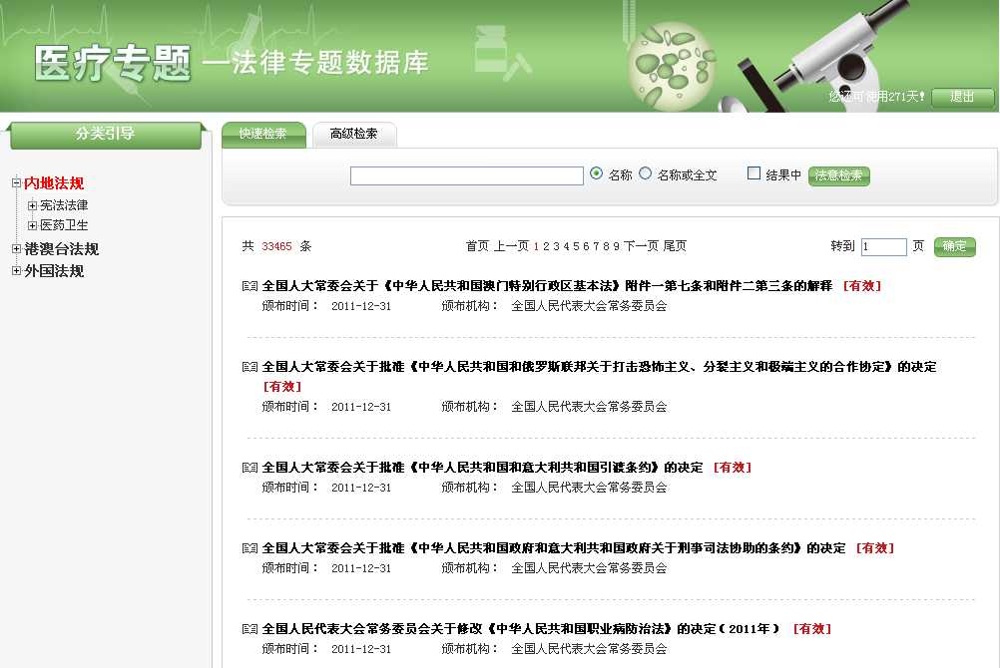 医疗专题 —法律专题数据库
您还可使用271天! 退出
分类引导
快速检索 高级检索
名称 名称或全文 结果中 法意检索
内地法规
宪法法律
医药卫生
港澳台法规
外国法规
共 33465 条 首页 上一页 1 2 3 4 5 6 7 8 9 下一页 尾页 转到 1 页 确定
全国人大常委会关于《中华人民共和国澳门特别行政区基本法》附件一第七条和附件二第三条的解释 [有效]
颁布时间： 2011-12-31 颁布机构： 全国人民代表大会常务委员会
全国人大常委会关于批准《中华人民共和国和俄罗斯联邦关于打击恐怖主义、分裂主义和极端主义的合作协定》的决定
[有效]
颁布时间： 2011-12-31 颁布机构： 全国人民代表大会常务委员会
全国人大常委会关于批准《中华人民共和国和意大利共和国引渡条约》的决定 [有效]
颁布时间： 2011-12-31 颁布机构： 全国人民代表大会常务委员会
全国人大常委会关于批准《中华人民共和国政府和意大利共和国政府关于刑事司法协助的条约》的决定 [有效]
颁布时间： 2011-12-31 颁布机构： 全国人民代表大会常务委员会
全国人民代表大会常务委员会关于修改《中华人民共和国职业病防治法》的决定（2011年） [有效]
颁布时间： 2011-12-31 颁布机构： 全国人民代表大会常务委员会